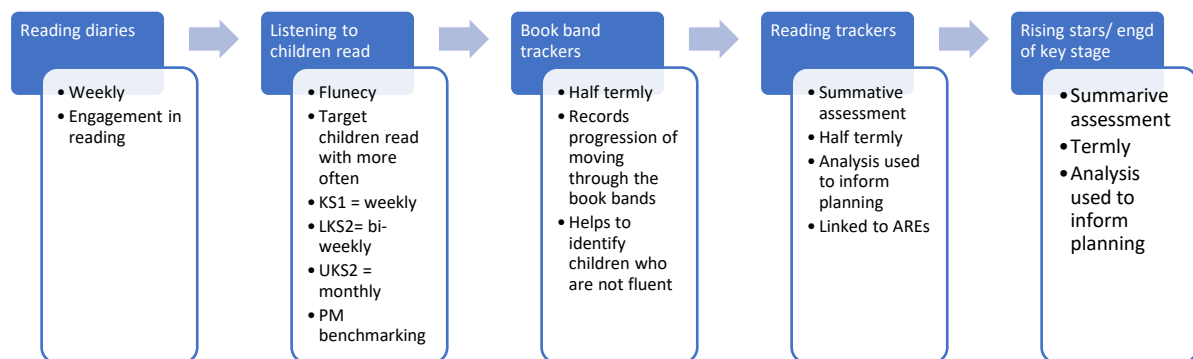 Reading diaries
• Weekly
• Engagement in
reading
Listening to
children read
• Flunecy
• Target
children read
with more
often
• KS1 = weekly
• LKS2= bi-
weekly
• UKS2 =
monthly
• PM
benchmarking
Book band
trackers
• Half termly
• Records
progression of
moving
through the
book bands
• Helps to
identify
children who
are not fluent
Reading trackers
• Summative
assessment
• Half termly
• Analysis used
to inform
planning
• Linked to AREs
Rising stars/ engd
of key stage
• Summarive
assessment
• Termly
• Analysis
used to
inform
planning